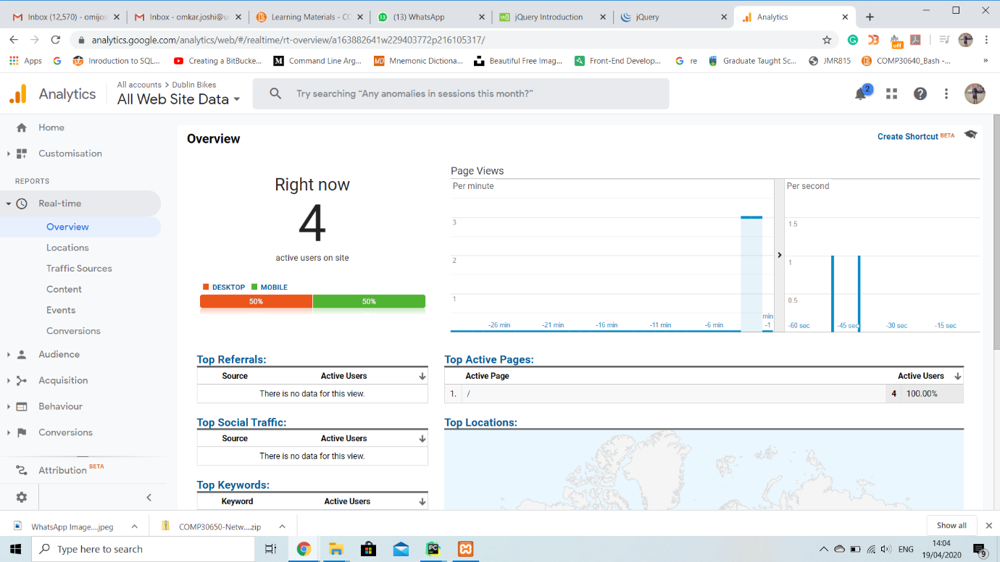 Inbox (12,570) - omijos
Inbox - omkar.joshi@uc
Learning Materials - CO
(13) WhatsApp
jQuery Introduction
jQuery
Analytics
analytics.google.com/analytics/web/#/realtime/rt-overview/a163882641w229403772p216105317/
off
Apps
Inroduction to SQL...
Creating a BitBucke...
Command Line Arg...
Mnemonic Dictiona...
Beautiful Free Imag...
Front-End Develop...
re
Graduate Taught Sc...
JMR815
COMP30640_Bash -...
»
Analytics
All accounts > Dublin Bikes
All Web Site Data
Try searching “Any anomalies in sessions this month?”
2
Home
Customisation
REPORTS
Real-time
Overview
Locations
Traffic Sources
Content
Events
Conversions
Audience
Acquisition
Behaviour
Conversions
Attribution BETA
Overview
Create Shortcut BETA
Right now
4
active users on site
DESKTOP MOBILE
50% 50%
Page Views
Per minute
3
2
1
-26 min -21 min -16 min -11 min -6 min
min
-1
Per second
1.5
1
0.5
-60 sec -45 sec -30 sec -15 sec
Top Referrals:
Source Active Users
There is no data for this view.
Top Social Traffic:
Source Active Users
There is no data for this view.
Top Keywords:
Keyword Active Users
Top Active Pages:
Active Page Active Users
1. / 4 100.00%
Top Locations:
WhatsApp Image....jpeg
COMP30650-Netw....zip
Show all
Type here to search
PC
ENG
14:04
19/04/2020
9